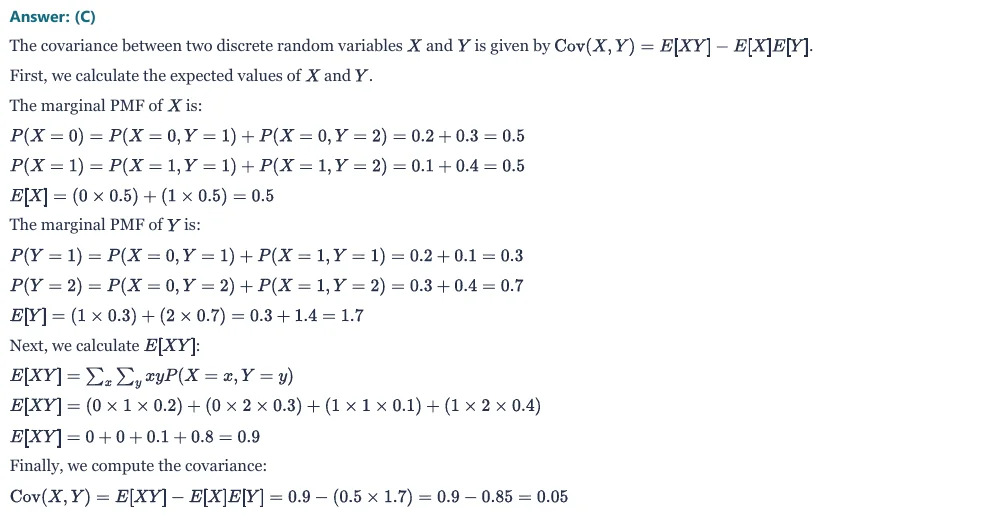 Answer: (C)
The covariance between two discrete random variables X and Y is given by Cov(X, Y) = E[XY] − E[X]E[Y].
First, we calculate the expected values of X and Y.
The marginal PMF of X is:
P(X = 0) = P(X = 0, Y = 1) + P(X = 0, Y = 2) = 0.2 + 0.3 = 0.5
P(X = 1) = P(X = 1, Y = 1) + P(X = 1, Y = 2) = 0.1 + 0.4 = 0.5
E[X] = (0 × 0.5) + (1 × 0.5) = 0.5
The marginal PMF of Y is:
P(Y = 1) = P(X = 0, Y = 1) + P(X = 1, Y = 1) = 0.2 + 0.1 = 0.3
P(Y = 2) = P(X = 0, Y = 2) + P(X = 1, Y = 2) = 0.3 + 0.4 = 0.7
E[Y] = (1 × 0.3) + (2 × 0.7) = 0.3 + 1.4 = 1.7
Next, we calculate E[XY]:
E[XY] = ∑ₓ ∑ᵧ xyP(X = x, Y = y)
E[XY] = (0 × 1 × 0.2) + (0 × 2 × 0.3) + (1 × 1 × 0.1) + (1 × 2 × 0.4)
E[XY] = 0 + 0 + 0.1 + 0.8 = 0.9
Finally, we compute the covariance:
Cov(X, Y) = E[XY] − E[X]E[Y] = 0.9 − (0.5 × 1.7) = 0.9 − 0.85 = 0.05